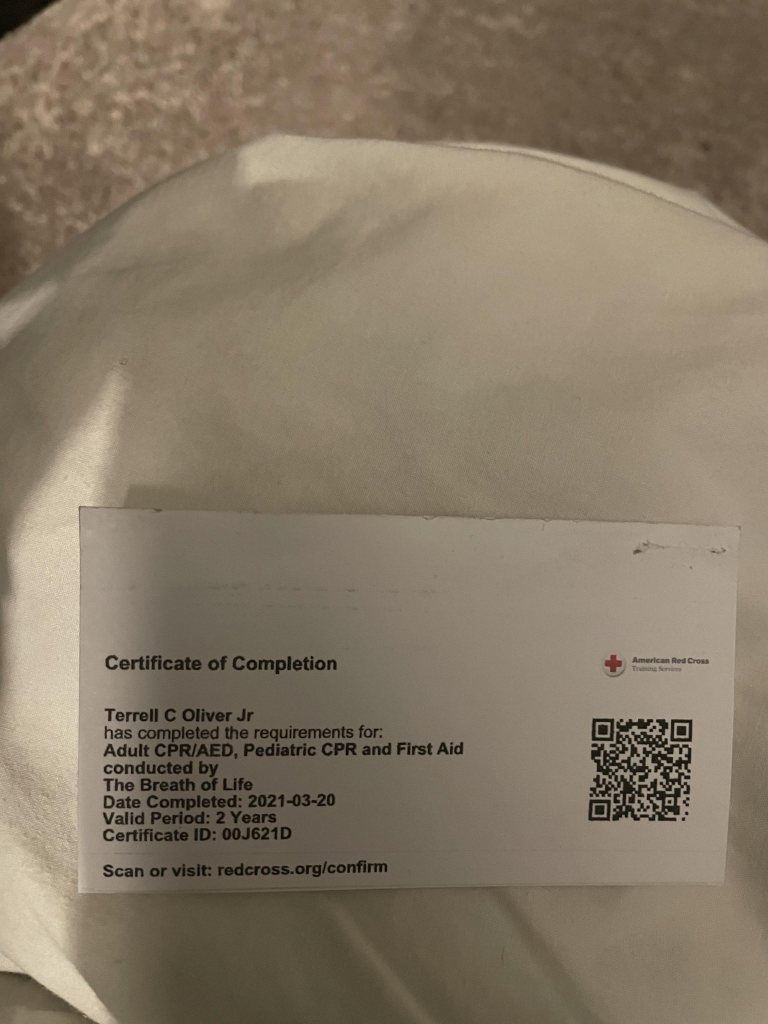 Certificate of Completion
American Red Cross
Training Services
Terrell C Oliver Jr
has completed the requirements for:
Adult CPR/AED, Pediatric CPR and First Aid
conducted by
The Breath of Life
Date Completed: 2021-03-20
Valid Period: 2 Years
Certificate ID: 00J621D
Scan or visit: redcross.org/confirm